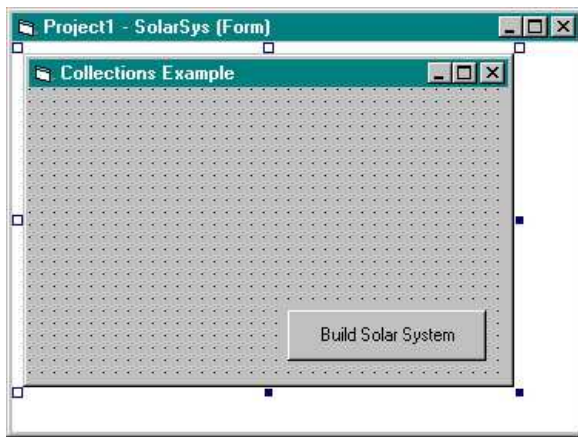 Project1 - SolarSys (Form)
Collections Example
Build Solar System